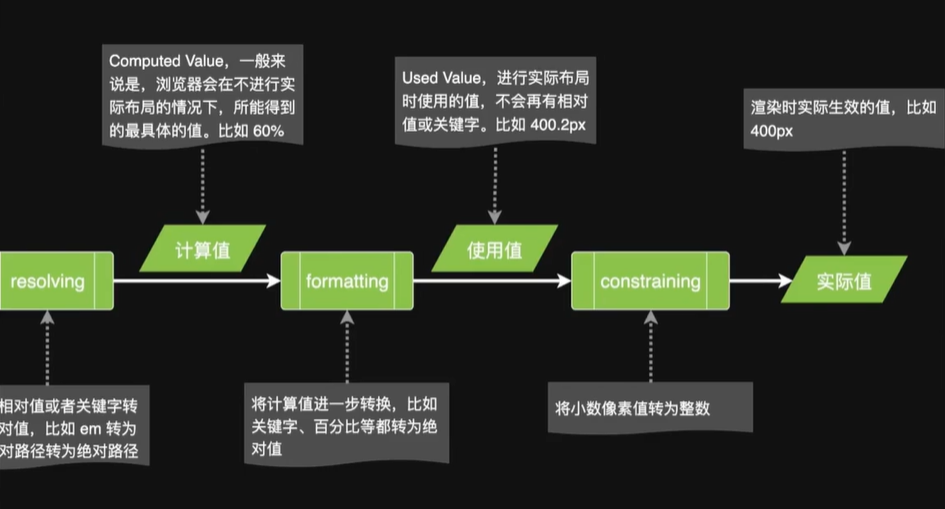 Computed Value，一般来
说是，浏览器会在不进行实
际布局的情况下，所能得到
的最具体的值。比如 60%
Used Value，进行实际布局
时使用的值，不会再有相对
值或关键字。比如 400.2px
渲染时实际生效的值，比如
400px
计算值
使用值
resolving
formatting
constraining
实际值
相对值或者关键字转
对值，比如 em 转为
对路径转为绝对路径
将计算值进一步转换，比如
关键字、百分比等都转为绝
对值
将小数像素值转为整数